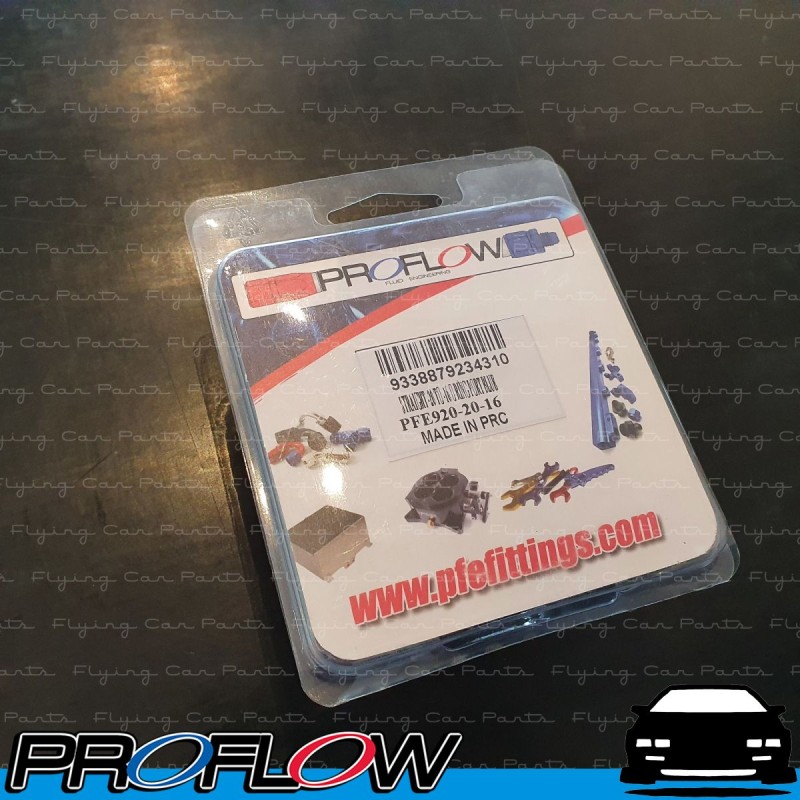 Flying Car Parts
PROFLOW
FLUID ENGINEERING
9338879234310
PFE920-20-16
MADE IN PRC
www.pfefittings.com
PROFLOW